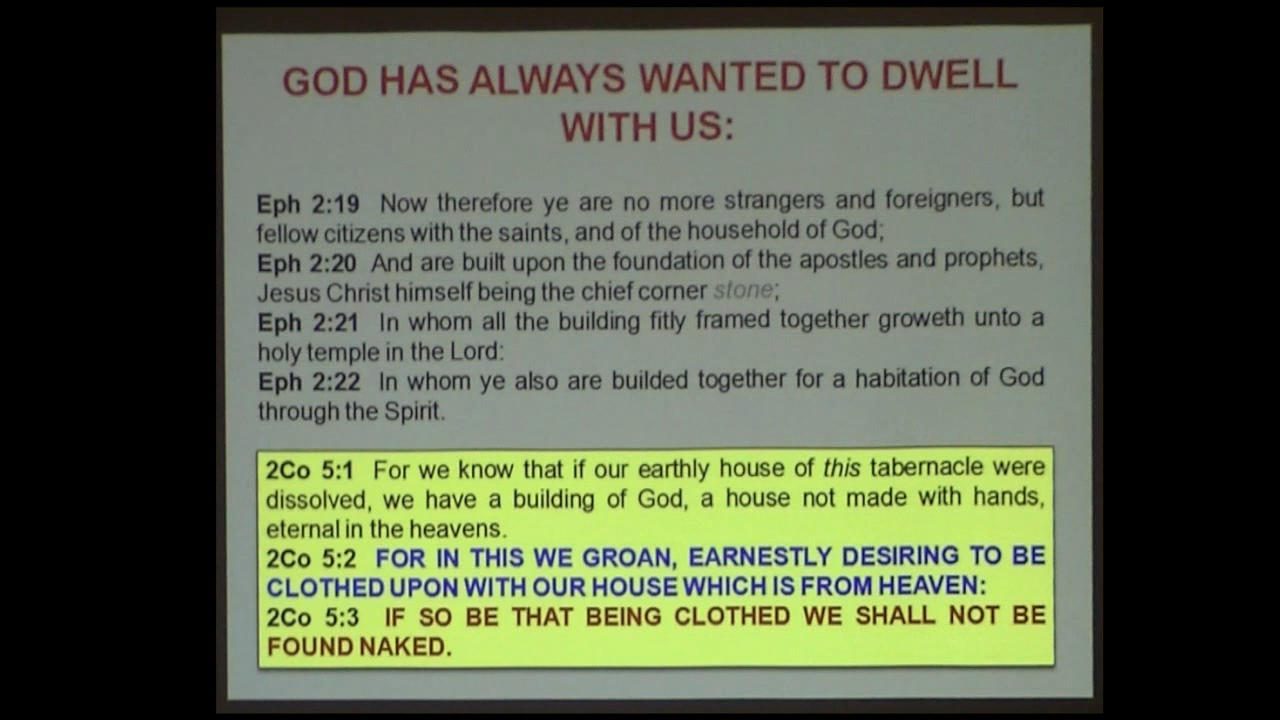 GOD HAS ALWAYS WANTED TO DWELL
WITH US:
Eph 2:19 Now therefore ye are no more strangers and foreigners, but
fellow citizens with the saints, and of the household of God;
Eph 2:20 And are built upon the foundation of the apostles and prophets,
Jesus Christ himself being the chief corner stone;
Eph 2:21 In whom all the building fitly framed together groweth unto a
holy temple in the Lord:
Eph 2:22 In whom ye also are builded together for a habitation of God
through the Spirit.
2Co 5:1 For we know that if our earthly house of this tabernacle were
dissolved, we have a building of God, a house not made with hands,
eternal in the heavens.
2Co 5:2 FOR IN THIS WE GROAN, EARNESTLY DESIRING TO BE
CLOTHED UPON WITH OUR HOUSE WHICH IS FROM HEAVEN:
2Co 5:3 IF SO BE THAT BEING CLOTHED WE SHALL NOT BE
FOUND NAKED.